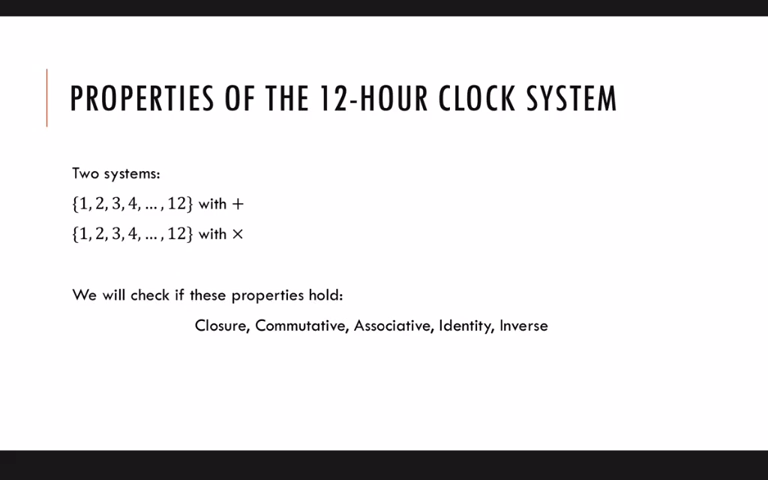 PROPERTIES OF THE 12-HOUR CLOCK SYSTEM
Two systems:
{1, 2, 3, 4, … , 12} with +
{1, 2, 3, 4, … , 12} with ×
We will check if these properties hold:
Closure, Commutative, Associative, Identity, Inverse